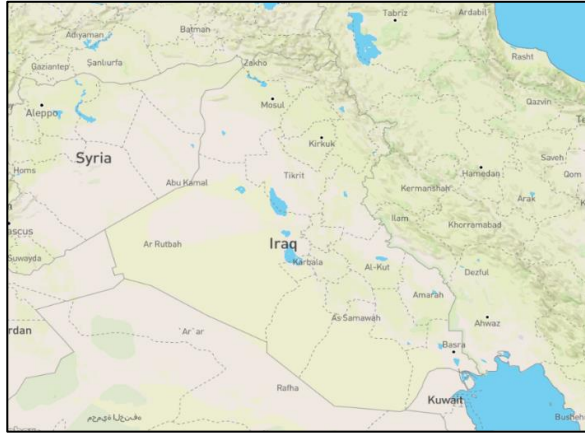 Tabriz
Ardabil
Adiyaman
Batman
Rasht
Gaziantep
Şanlıurfa
Zakho
Aleppo
Mosul
Qazvin
Kirkuk
Syria
Hamedan
Saveh
Qom
Homs
Abu Kamal
Tikrit
Kermanshah
Arak
Ilam
Khorramabad
ascus
Suwayda
Ar Rutbah
Iraq
Karbala
Al-Kut
Dezful
Amarah
rdan
'Ar'ar
As Samawah
Ahwaz
Basra
Rafha
Kuwait
Bushehr